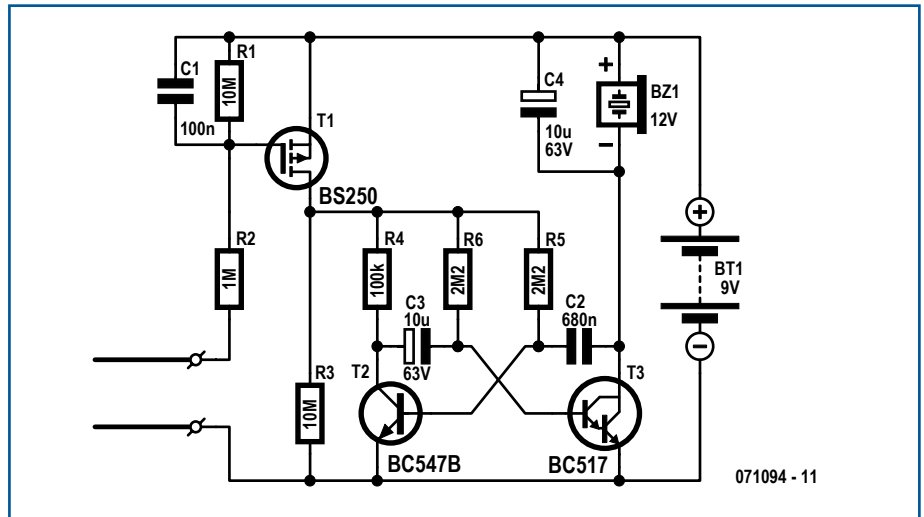 C1
100n
R1
10M
T1
BS250
C4
10u
63V
+
BZ1
12V
−
R2
1M
R4
100k
R6
2M2
R5
2M2
C3
10u
63V
C2
680n
+
BT1
9V
−
R3
10M
T2
BC547B
T3
BC517
071094 - 11